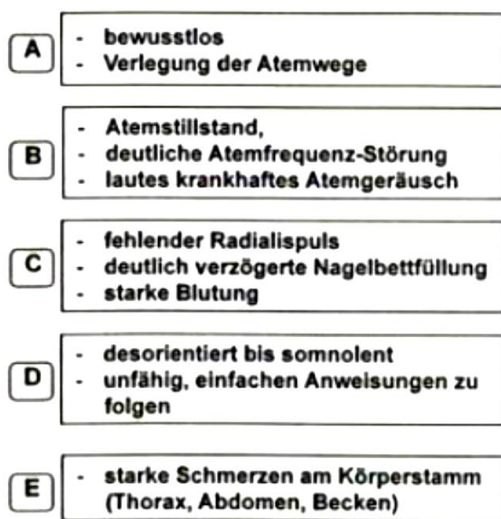 A
- bewusstlos
- Verlegung der Atemwege
B
- Atemstillstand,
- deutliche Atemfrequenz-Störung
- lautes krankhaftes Atemgeräusch
C
- fehlender Radialispuls
- deutlich verzögerte Nagelbettfüllung
- starke Blutung
D
- desorientiert bis somnolent
- unfähig, einfachen Anweisungen zu
folgen
E
- starke Schmerzen am Körperstamm
(Thorax, Abdomen, Becken)